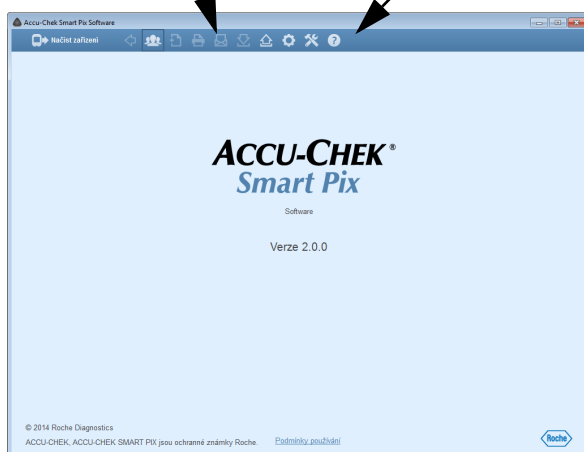 Accu-Chek Smart Pix Software
Načíst zařízení
ACCU-CHEK®
Smart Pix
Software
Verze 2.0.0
© 2014 Roche Diagnostics
ACCU-CHEK, ACCU-CHEK SMART PIX jsou ochranné známky Roche. Podmínky používání
Roche